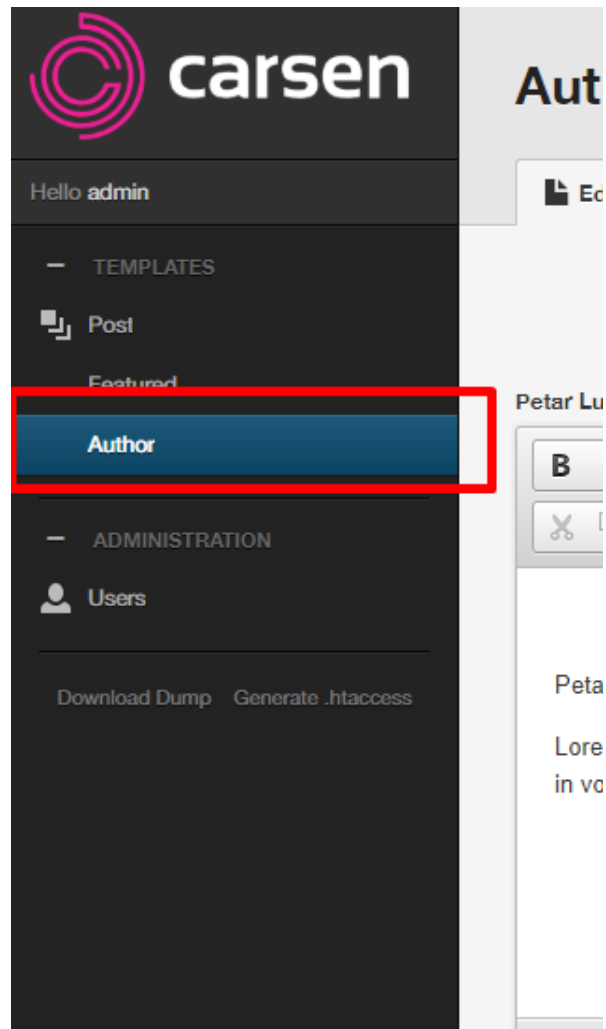 carsen
Aut
Hello admin
Ed
TEMPLATES
Post
Featured
Petar Lu
Author
B
ADMINISTRATION
Users
Peta
Download Dump Generate .htaccess
Lore
in vo